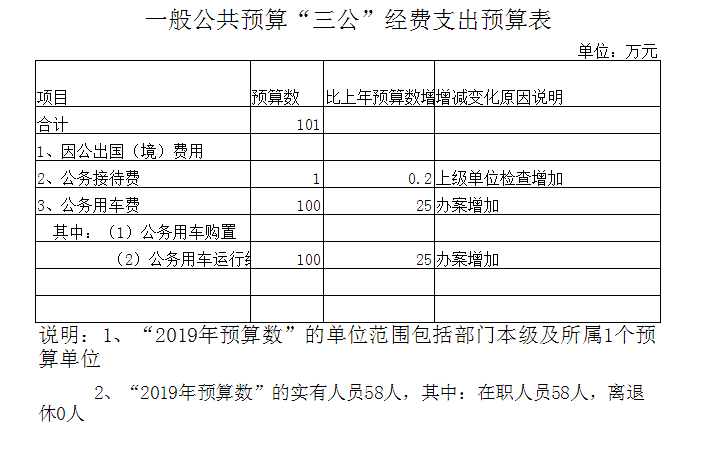 一般公共预算“三公”经费支出预算表
单位：万元
项目 预算数 比上年预算数增 增减变化原因说明
合计 101
1、因公出国（境）费用
2、公务接待费 1 0.2 上级单位检查增加
3、公务用车费 100 25 办案增加
其中：（1）公务用车购置
（2）公务用车运行 100 25 办案增加
说明：1、“2019年预算数”的单位范围包括部门本级及所属1个预
算单位
2、“2019年预算数”的实有人员58人，其中：在职人员58人，离退
休0人